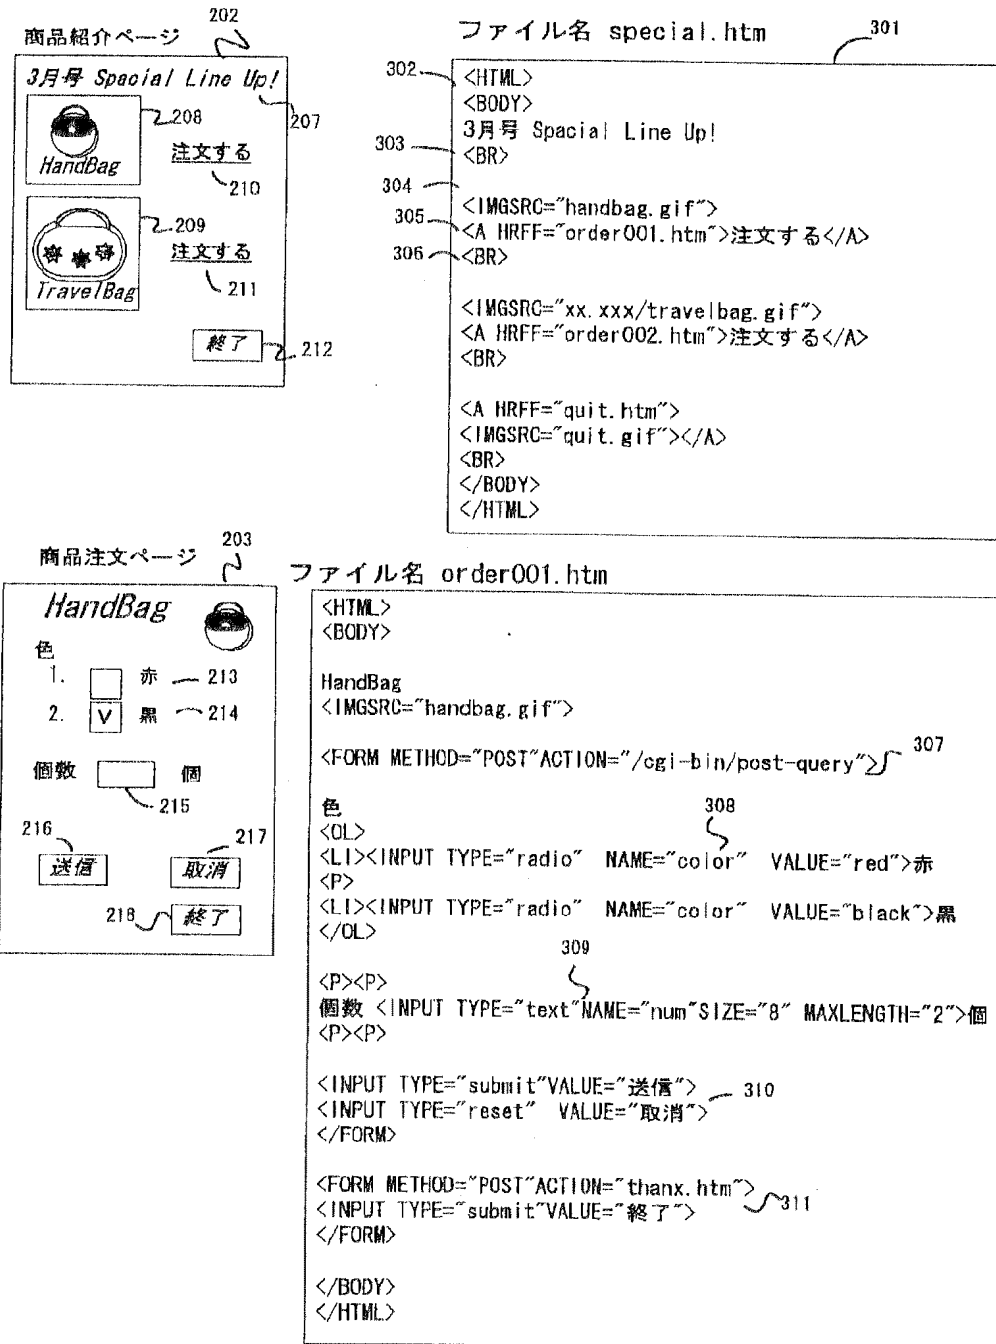 202
商品紹介ページ
3月号 Spacial Line Up!
207
208
HandBag
注文する
210
209
TravelBag
注文する
211
終了
212
ファイル名 special.htm
301
302
<HTML>
<BODY>
3月号 Spacial Line Up!
303
<BR>
304
<IMGSRC="handbag.gif">
305
<A HRFF="order001.htm">注文する</A>
306
<BR>
<IMGSRC="xx.xxx/travelbag.gif">
<A HRFF="order002.htm">注文する</A>
<BR>
<A HRFF="quit.htm">
<IMGSRC="quit.gif"></A>
<BR>
</BODY>
</HTML>
商品注文ページ
203
HandBag
色
1. 赤 213
2. V 黒 214
個数 個
215
216
送信
217
取消
218
終了
ファイル名 order001.htm
<HTML>
<BODY>
HandBag
<IMGSRC="handbag.gif">
<FORM METHOD="POST"ACTION="/cgi-bin/post-query">
307
色
308
<OL>
<LI><INPUT TYPE="radio" NAME="color" VALUE="red">赤
<P>
<LI><INPUT TYPE="radio" NAME="color" VALUE="black">黒
</OL>
309
<P><P>
個数 <INPUT TYPE="text"NAME="num"SIZE="8" MAXLENGTH="2">個
<P><P>
<INPUT TYPE="submit"VALUE="送信">
310
<INPUT TYPE="reset" VALUE="取消">
</FORM>
<FORM METHOD="POST"ACTION="thanx.htm">
311
<INPUT TYPE="submit"VALUE="終了">
</FORM>
</BODY>
</HTML>